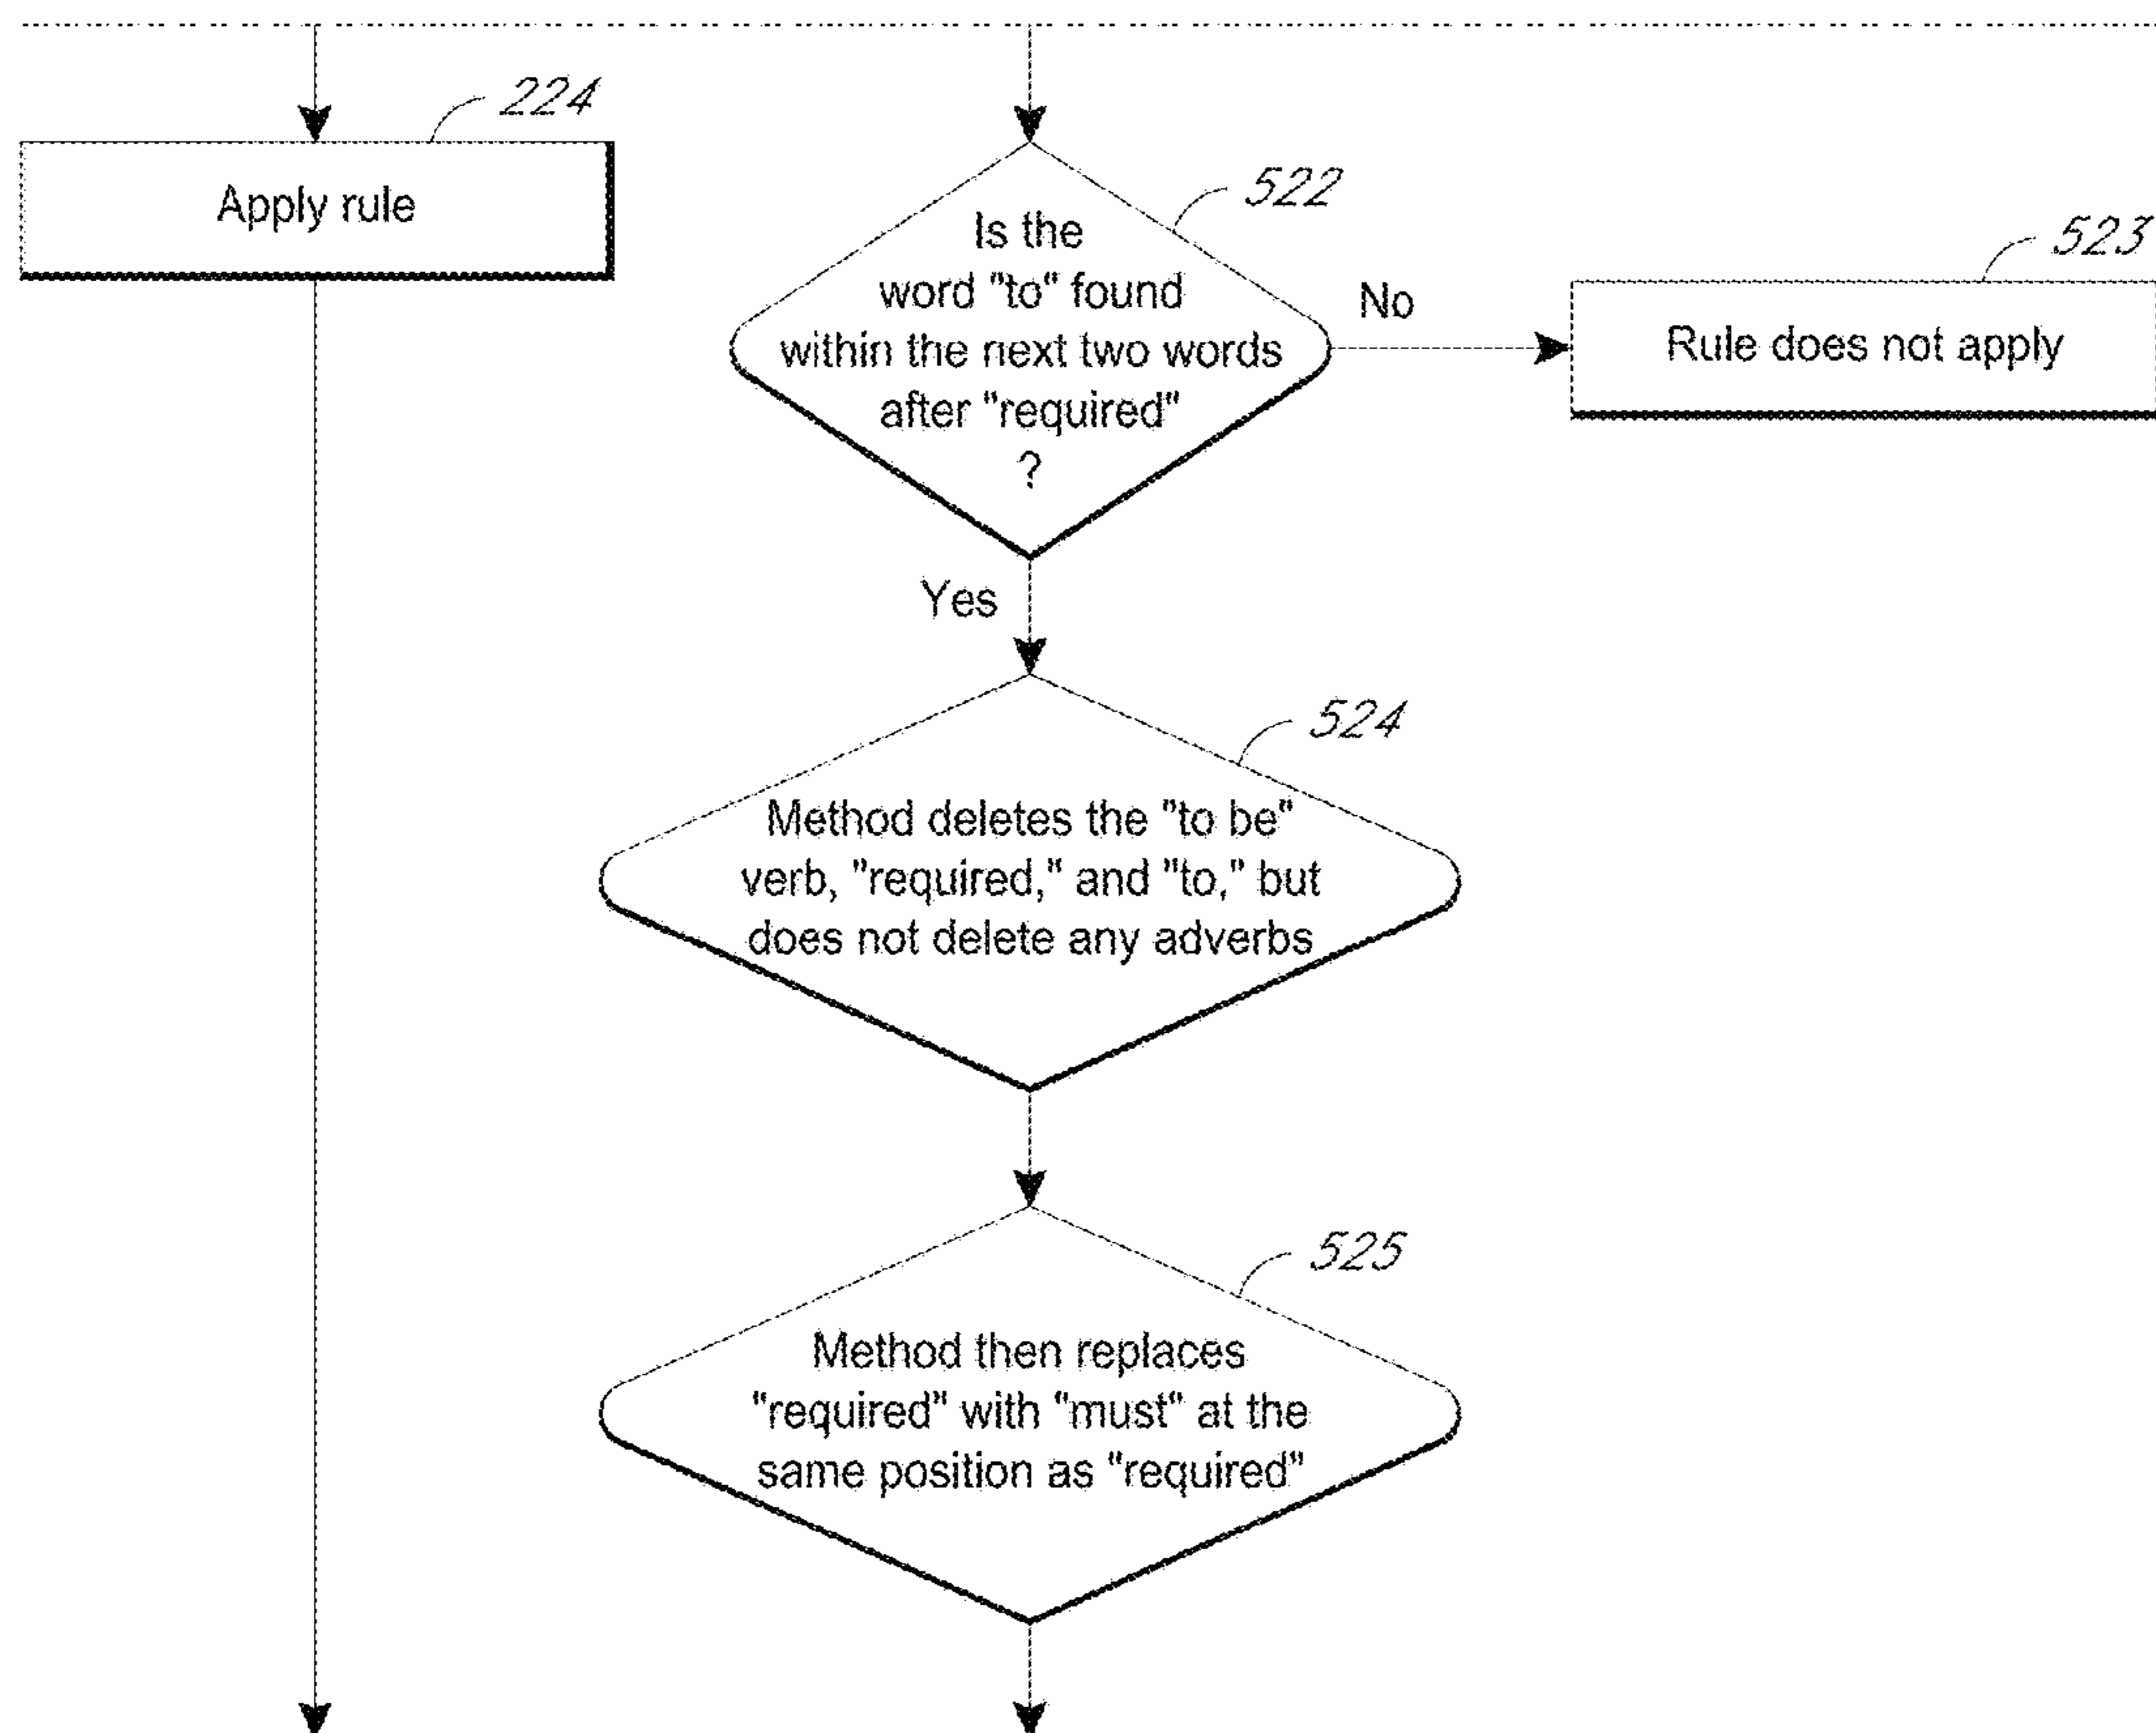 224
Apply rule
522
Is the
word "to" found
within the next two words
after "required"
?
No
523
Rule does not apply
Yes
524
Method deletes the "to be"
verb, "required," and "to," but
does not delete any adverbs
525
Method then replaces
"required" with "must" at the
same position as "required"